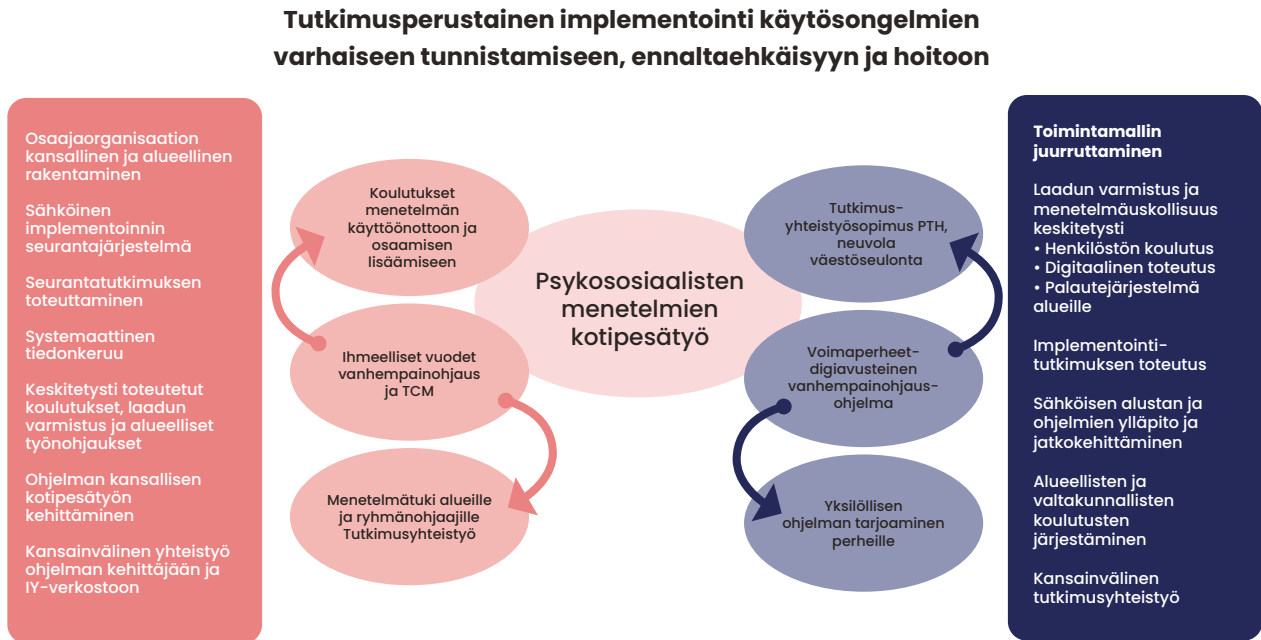 Tutkimusperustainen implementointi käytösongelmien
varhaiseen tunnistamiseen, ennaltaehkäisyyn ja hoitoon
Osaajaorganisaation
kansallinen ja alueellinen
rakentaminen
Sähköinen
implementoinnin
seurantajärjestelmä
Seurantatutkimuksen
toteuttaminen
Systemaattinen
tiedonkeruu
Keskitetysti toteutetut
koulutukset, laadun
varmistus ja alueelliset
työnohjaukset
Ohjelman kansallisen
kotipesätyön
kehittäminen
Kansainvälinen yhteistyö
ohjelman kehittäjään ja
IY-verkostoon
Koulutukset
menetelmän
käyttöönottoon ja
osaamisen
lisäämiseen
Ihmeelliset vuodet
vanhempainohjaus
ja TCM
Menetelmätuki alueille
ja ryhmänohjaajille
Tutkimusyhteistyö
Psykososiaalisten
menetelmien
kotipesätyö
Tutkimus-
yhteistyösopimus PTH,
neuvola
väestöseulonta
Voimaperheet-
digiavusteinen
vanhempainohjaus-
ohjelma
Yksilöllisen
ohjelman tarjoaminen
perheille
Toimintamallin
juurruttaminen
Laadun varmistus ja
menetelmäuskollisuus
keskitetysti
• Henkilöstön koulutus
• Digitaalinen toteutus
• Palautejärjestelmä
alueille
Implementointi-
tutkimuksen toteutus
Sähköisen alustan ja
ohjelmien ylläpito ja
jatkokehittäminen
Alueellisten ja
valtakunnallisten
koulutusten
järjestäminen
Kansainvälinen
tutkimusyhteistyö